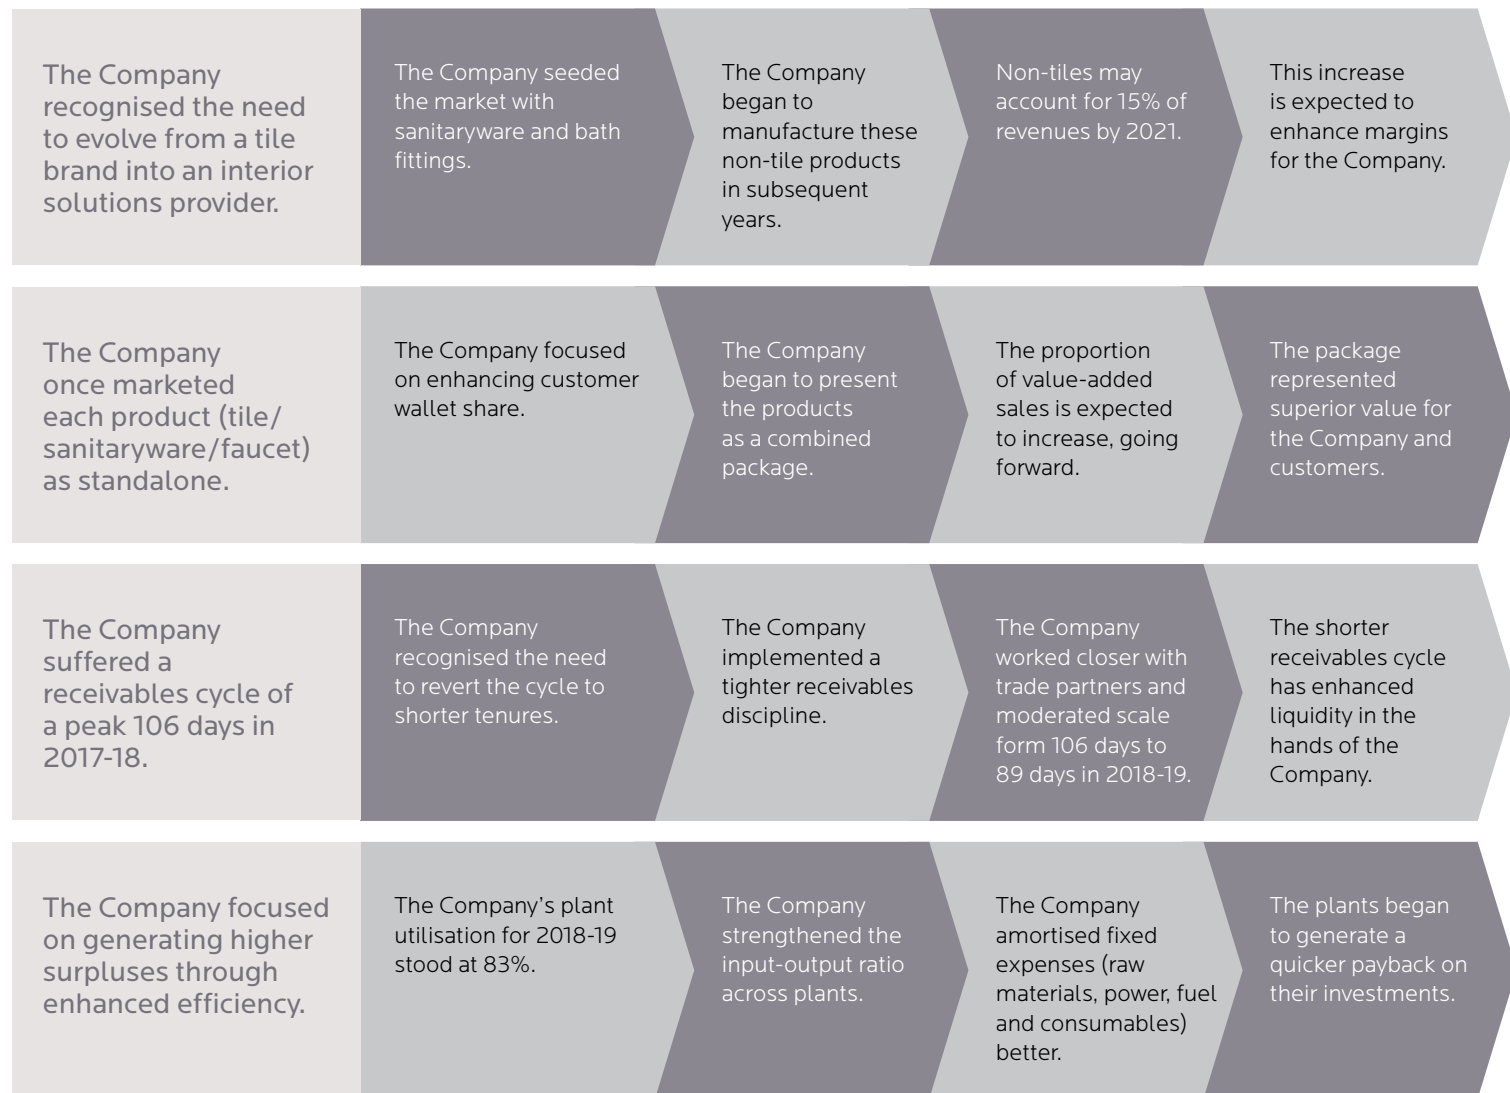 The Company
recognised the need
to evolve from a tile
brand into an interior
solutions provider.
The Company seeded
the market with
sanitaryware and bath
fittings.
The Company
began to
manufacture these
non-tile products
in subsequent
years.
Non-tiles may
account for 15% of
revenues by 2021.
This increase
is expected to
enhance margins
for the Company.
The Company
once marketed
each product (tile/
sanitaryware/faucet)
as standalone.
The Company focused
on enhancing customer
wallet share.
The Company
began to present
the products
as a combined
package.
The proportion
of value-added
sales is expected
to increase, going
forward.
The package
represented
superior value for
the Company and
customers.
The Company
suffered a
receivables cycle of
a peak 106 days in
2017-18.
The Company
recognised the need
to revert the cycle to
shorter tenures.
The Company
implemented a
tighter receivables
discipline.
The Company
worked closer with
trade partners and
moderated scale
form 106 days to
89 days in 2018-19.
The shorter
receivables cycle
has enhanced
liquidity in the
hands of the
Company.
The Company focused
on generating higher
surpluses through
enhanced efficiency.
The Company’s plant
utilisation for 2018-19
stood at 83%.
The Company
strengthened the
input-output ratio
across plants.
The Company
amortised fixed
expenses (raw
materials, power, fuel
and consumables)
better.
The plants began
to generate a
quicker payback on
their investments.